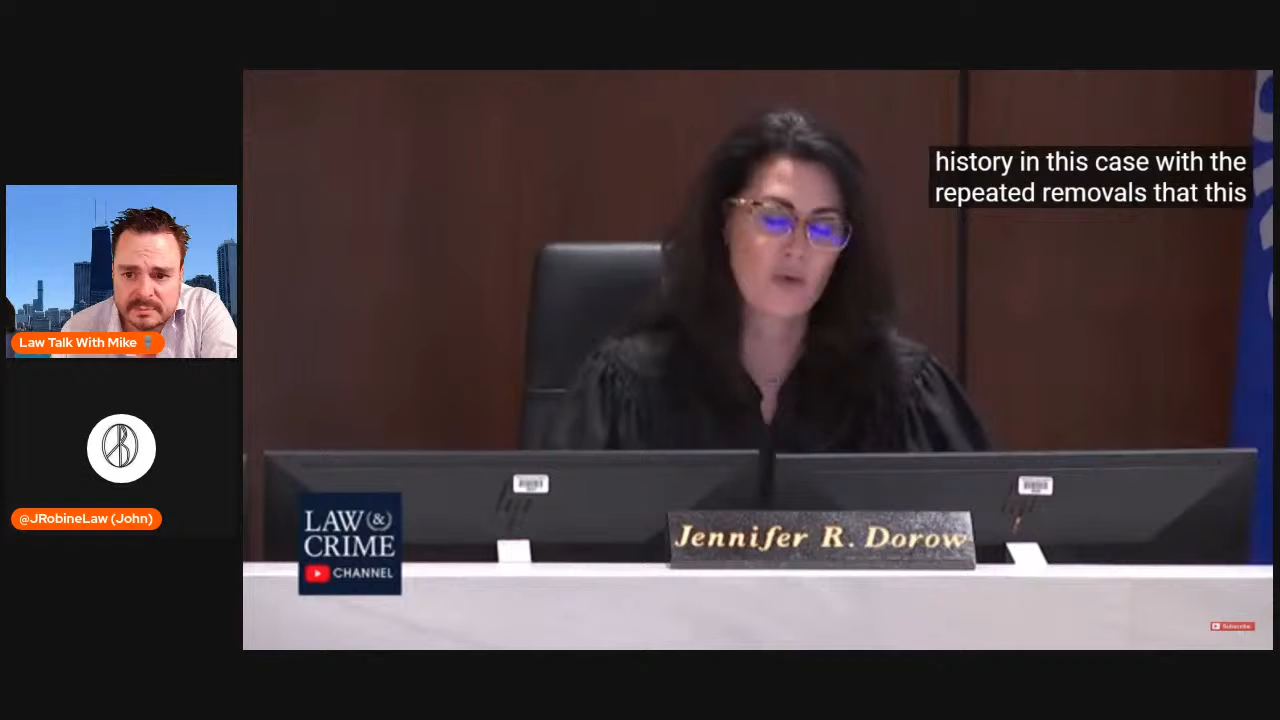 history in this case with the
repeated removals that this
Law Talk With Mike
@JRobineLaw (John)
LAW &
CRIME
CHANNEL
Jennifer R. Dorow
Subscribe